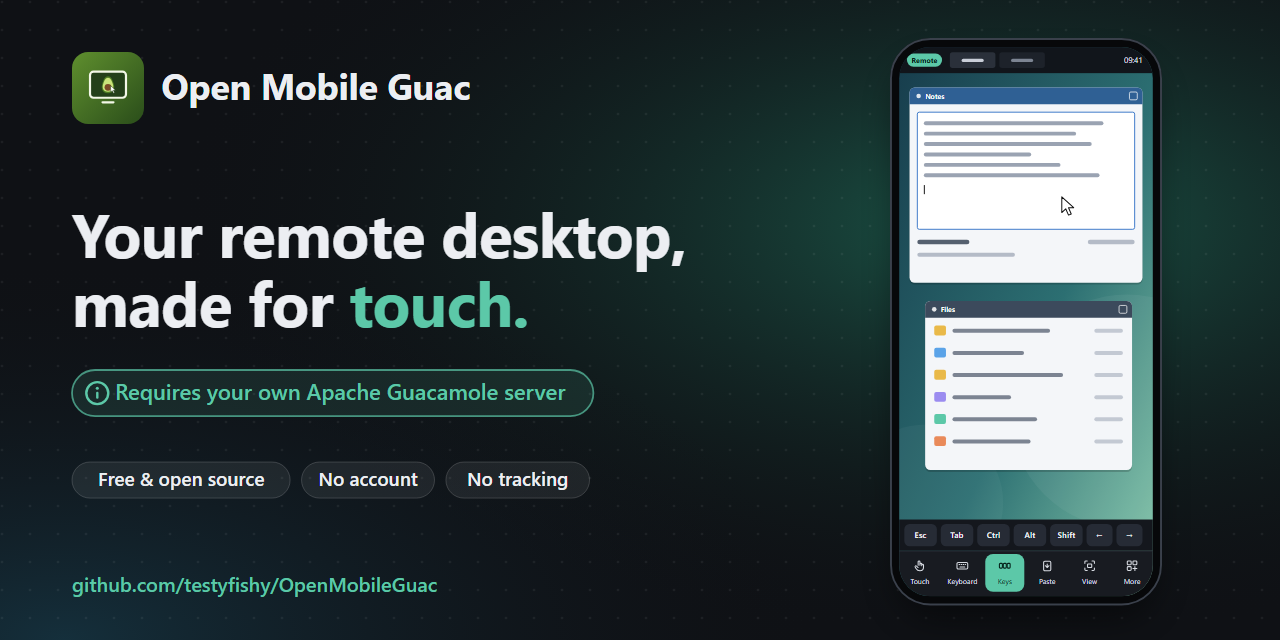 Open Mobile Guac
Your remote desktop,
made for touch.
Requires your own Apache Guacamole server
Free & open source
No account
No tracking
github.com/testyfishy/OpenMobileGuac
Remote
09:41
Notes
Files
Esc
Tab
Ctrl
Alt
Shift
←
→
Touch
Keyboard
Keys
Paste
View
More